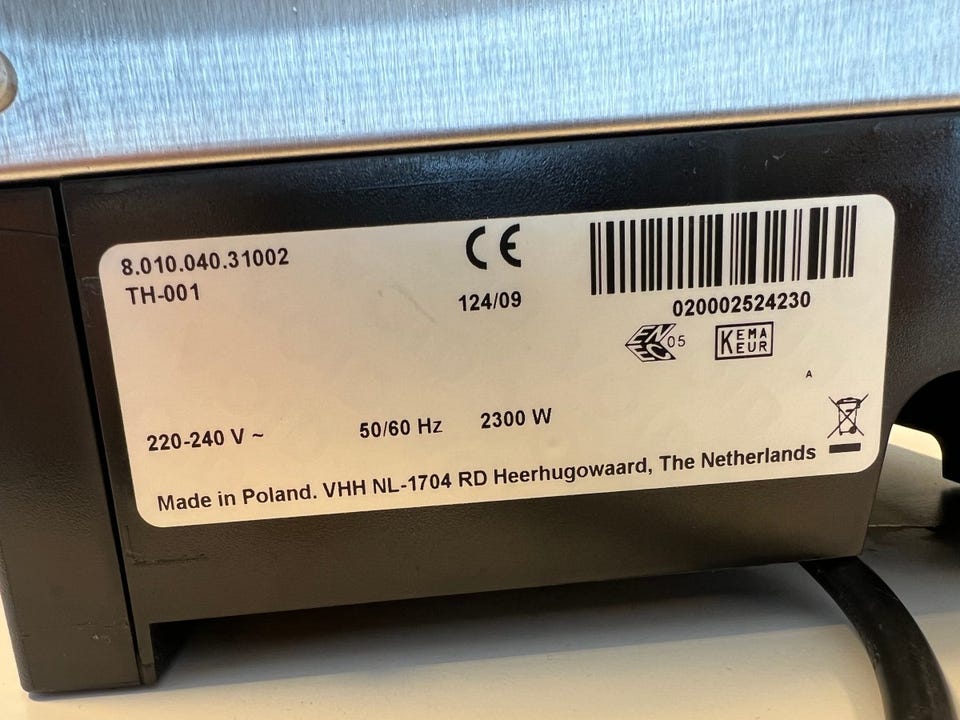 8.010.040.31002
TH-001
CE
124/09
020002524230
ENEC 05
KEMA
EUR
A
220-240 V ~ 50/60 Hz 2300 W
Made in Poland. VHH NL-1704 RD Heerhugowaard, The Netherlands